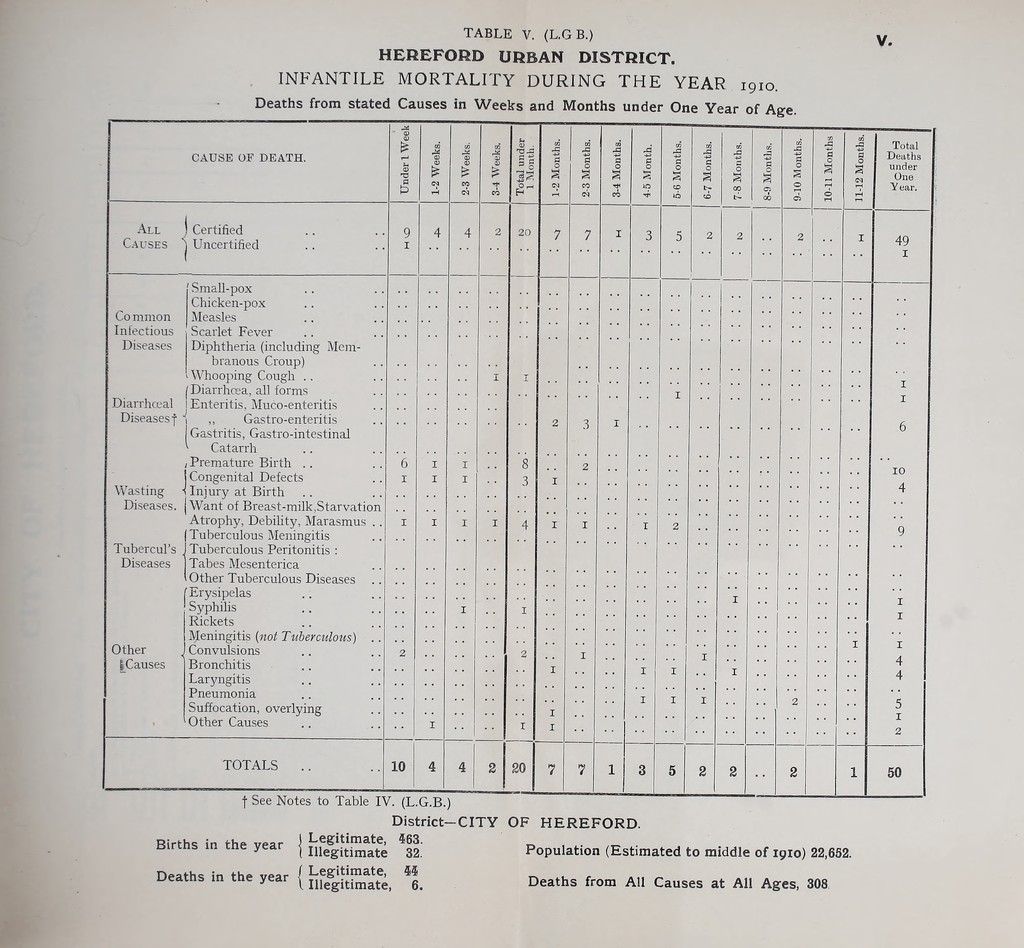 TABLE V. (L.G B.)
V.
HEREFORD URBAN DISTRICT.
INFANTILE MORTALITY DURING THE YEAR 1910.
Deaths from stated Causes in Weeks and Months under One Year of Age.
CAUSE OF DEATH. Under 1 Week 1-2 Weeks. 2-3 Weeks. 3-4 Weeks. Total under 1 Month. 1-2 Months. 2-3 Months. 3-4 Months. 4-5 Month. 5-6 Months. 6-7 Months. 7-8 Months. 8-9 Months. 9-10 Months. 10-11 Months 11-12 Months. Total Deaths under One Year.
ALL CAUSES
Certified .. .. 9 4 4 2 20 7 7 1 3 5 2 2 .. 2 .. 1 49
Uncertified .. .. 1 .. .. .. .. .. .. .. .. .. .. .. .. .. .. .. 1
Common Infectious Diseases
Small-pox .. .. .. .. .. .. .. .. .. .. .. .. .. .. .. .. .. .. ..
Chicken-pox .. .. .. .. .. .. .. .. .. .. .. .. .. .. .. .. .. .. ..
Measles .. .. .. .. .. .. .. .. .. .. .. .. .. .. .. .. .. .. ..
Scarlet Fever .. .. .. .. .. .. .. .. .. .. .. .. .. .. .. .. .. .. ..
Diphtheria (including Mem-
branous Croup) .. .. .. .. .. .. .. .. .. .. .. .. .. .. .. .. .. ..
Whooping Cough .. .. .. .. .. 1 1 .. .. .. .. .. .. .. .. .. .. .. 1
Diarrhœal Diseases†
Diarrhœa, all forms .. .. .. .. .. .. .. .. .. 1 .. .. .. .. .. .. 1
Enteritis, Muco-enteritis .. .. .. .. .. .. .. .. .. .. .. .. .. .. .. .. ..
„ Gastro-enteritis .. .. .. .. .. .. 2 3 1 .. .. .. .. .. .. .. .. 6
Gastritis, Gastro-intestinal
Catarrh .. .. .. .. .. .. .. .. .. .. .. .. .. .. .. .. .. .. ..
Wasting Diseases.
Premature Birth .. .. 6 1 1 .. 8 .. 2 .. .. .. .. .. .. .. .. .. 10
Congenital Defects .. 1 1 1 .. 3 1 .. .. .. .. .. .. .. .. .. .. 4
Injury at Birth .. .. .. .. .. .. .. .. .. .. .. .. .. .. .. .. .. .. ..
Want of Breast-milk,Starvation .. .. .. .. .. .. .. .. .. .. .. .. .. .. .. .. ..
Atrophy, Debility, Marasmus .. 1 1 1 1 4 1 1 .. 1 2 .. .. .. .. .. .. 9
Tubercul's Diseases
Tuberculous Meningitis .. .. .. .. .. .. .. .. .. .. .. .. .. .. .. .. .. ..
Tuberculous Peritonitis :
Tabes Mesenterica .. .. .. .. .. .. .. .. .. .. .. .. .. .. .. .. .. ..
Other Tuberculous Diseases .. .. .. .. .. .. .. .. .. .. .. .. .. .. .. .. .. ..
Other Causes
Erysipelas .. .. .. .. .. .. .. .. .. .. .. .. .. 1 .. .. .. .. 1
Syphilis .. .. .. .. 1 .. 1 .. .. .. .. .. .. .. .. .. .. .. 1
Rickets .. .. .. .. .. .. .. .. .. .. .. .. .. .. .. .. .. .. ..
Meningitis (not Tuberculous) .. .. .. .. .. .. .. .. .. .. .. .. .. .. .. .. 1 1
Convulsions .. .. 2 .. .. .. 2 .. 1 .. .. .. 1 .. .. .. .. .. 4
Bronchitis .. .. .. .. .. .. .. 1 .. .. 1 1 .. 1 .. .. .. .. 4
Laryngitis .. .. .. .. .. .. .. .. .. .. .. .. .. .. .. .. .. .. ..
Pneumonia .. .. .. .. .. .. .. .. .. .. 1 1 1 .. .. 2 .. .. 5
Suffocation, overlying .. .. .. .. .. .. 1 .. .. .. .. .. .. .. .. .. .. 1
Other Causes .. .. .. 1 .. .. 1 1 .. .. .. .. .. .. .. .. .. .. 2
TOTALS .. .. 10 4 4 2 20 7 7 1 3 5 2 2 .. 2 1 50
† See Notes to Table IV. (L.G.B.)
District—CITY OF HEREFORD.
Births in the year Legitimate, 463.
Illegitimate 32.
Population (Estimated to middle of 1910) 22,652.
Deaths in the year Legitimate, 44
Illegitimate, 6.
Deaths from All Causes at All Ages, 308